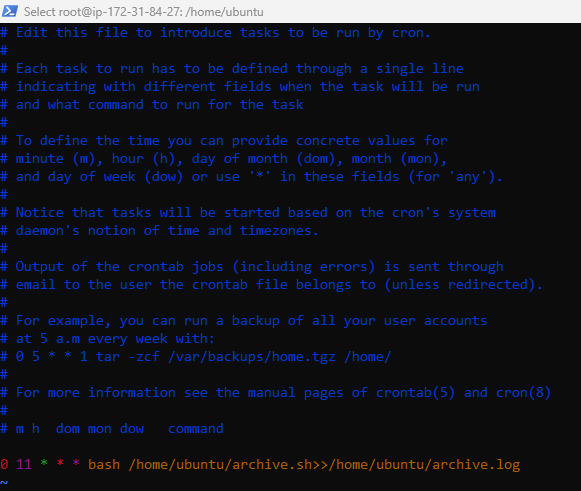 Select root@ip-172-31-84-27: /home/ubuntu
# Edit this file to introduce tasks to be run by cron.
#
# Each task to run has to be defined through a single line
# indicating with different fields when the task will be run
# and what command to run for the task
#
# To define the time you can provide concrete values for
# minute (m), hour (h), day of month (dom), month (mon),
# and day of week (dow) or use '*' in these fields (for 'any').
#
# Notice that tasks will be started based on the cron's system
# daemon's notion of time and timezones.
#
# Output of the crontab jobs (including errors) is sent through
# email to the user the crontab file belongs to (unless redirected).
#
# For example, you can run a backup of all your user accounts
# at 5 a.m every week with:
# 0 5 * * 1 tar -zcf /var/backups/home.tgz /home/
#
# For more information see the manual pages of crontab(5) and cron(8)
#
# m h  dom mon dow   command
0 11 * * * bash /home/ubuntu/archive.sh>>/home/ubuntu/archive.log
~